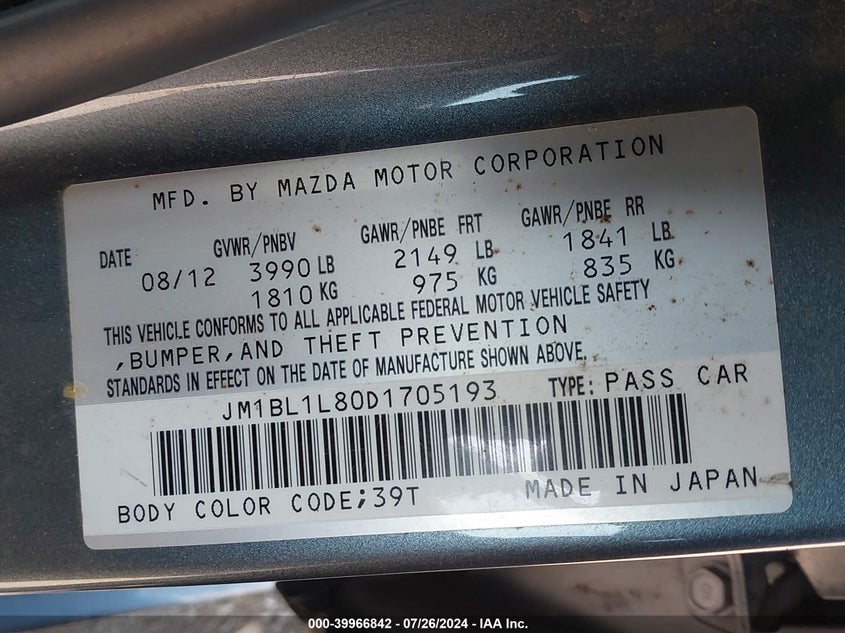 MFD. BY MAZDA MOTOR CORPORATION
DATE GVWR/PNBV GAWR/PNBE FRT GAWR/PNBE RR
08/12 3990 LB 2149 LB 1841 LB
1810 KG 975 KG 835 KG
THIS VEHICLE CONFORMS TO ALL APPLICABLE FEDERAL MOTOR VEHICLE SAFETY
,BUMPER,AND THEFT PREVENTION
STANDARDS IN EFFECT ON THE DATE OF MANUFACTURE SHOWN ABOVE.
JM1BL1L80D1705193 TYPE: PASS CAR
BODY COLOR CODE;39T MADE IN JAPAN
000-39966842 - 07/26/2024 - IAA Inc.